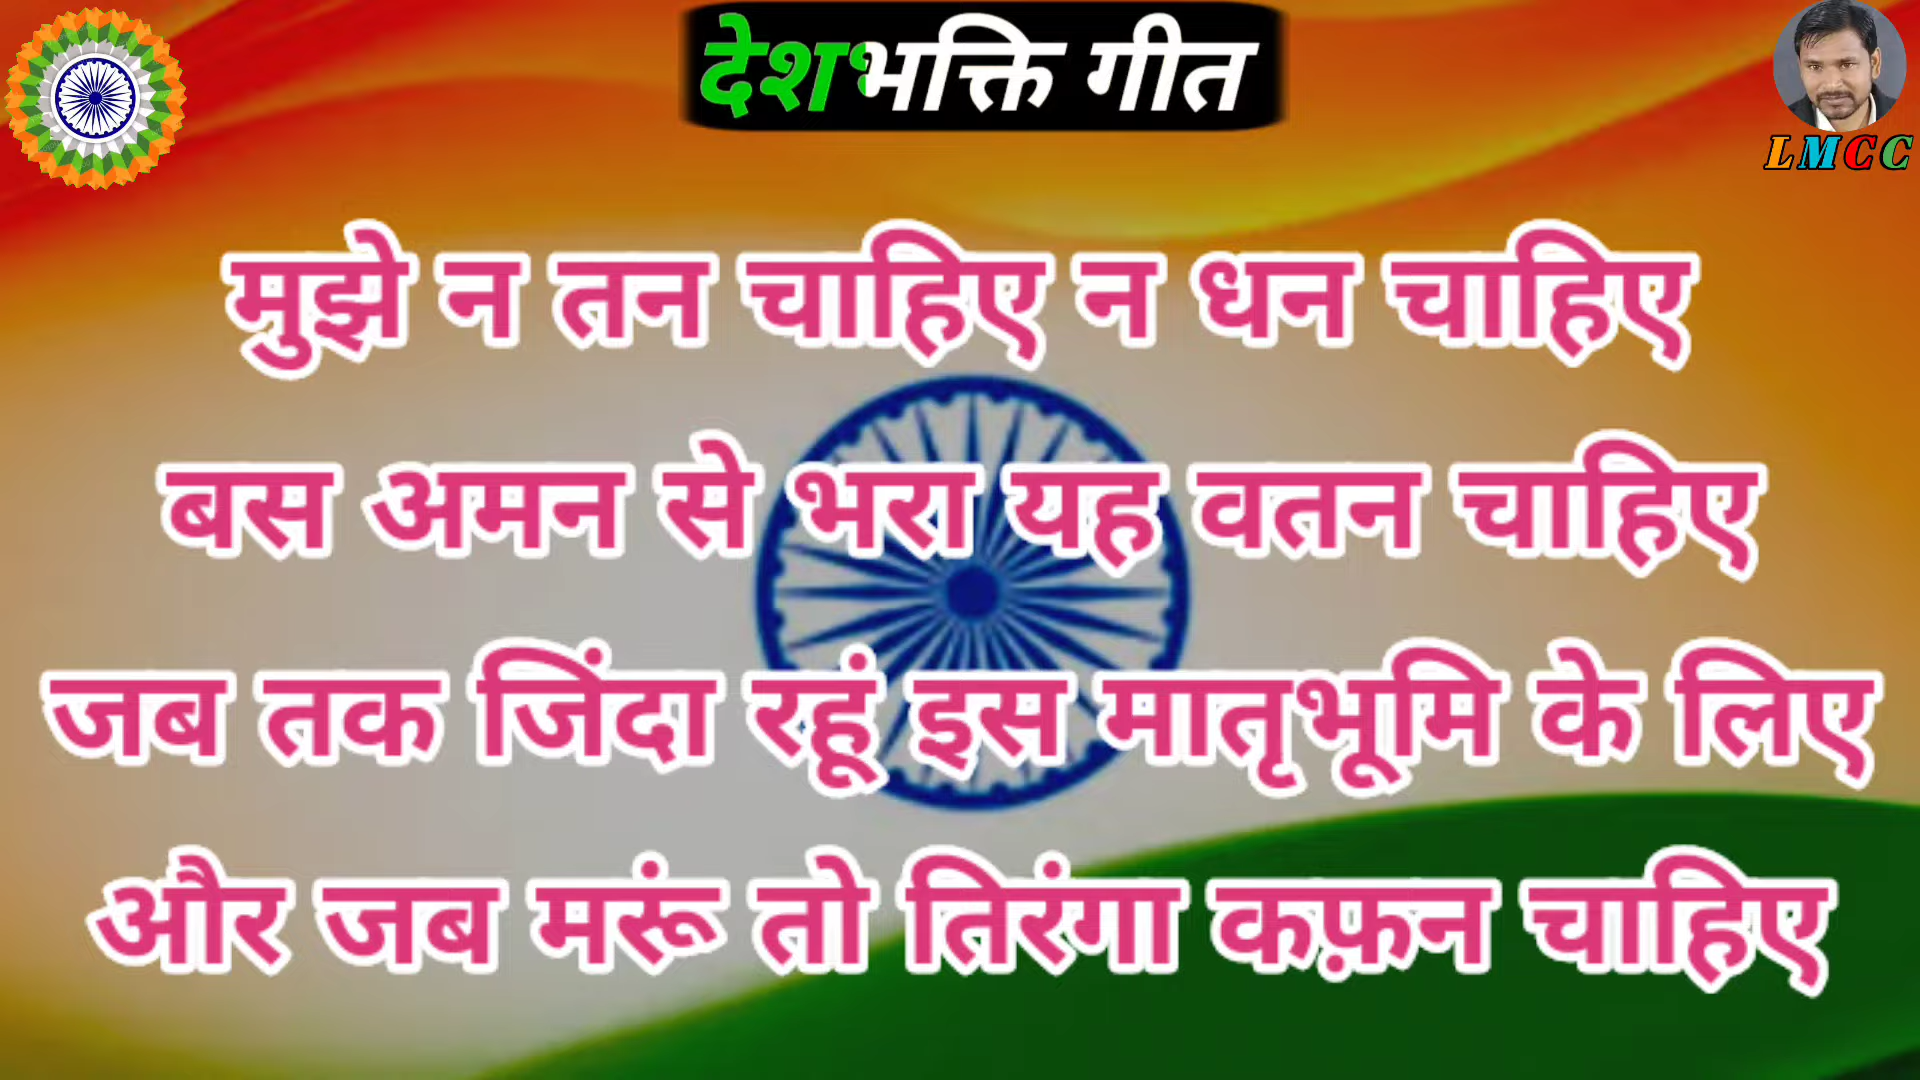 देशभक्ति गीत
LMCC
मुझे न तन चाहिए न धन चाहिए
बस अमन से भरा यह वतन चाहिए
जब तक जिंदा रहूं इस मातृभूमि के लिए
और जब मरूं तो तिरंगा कफ़न चाहिए